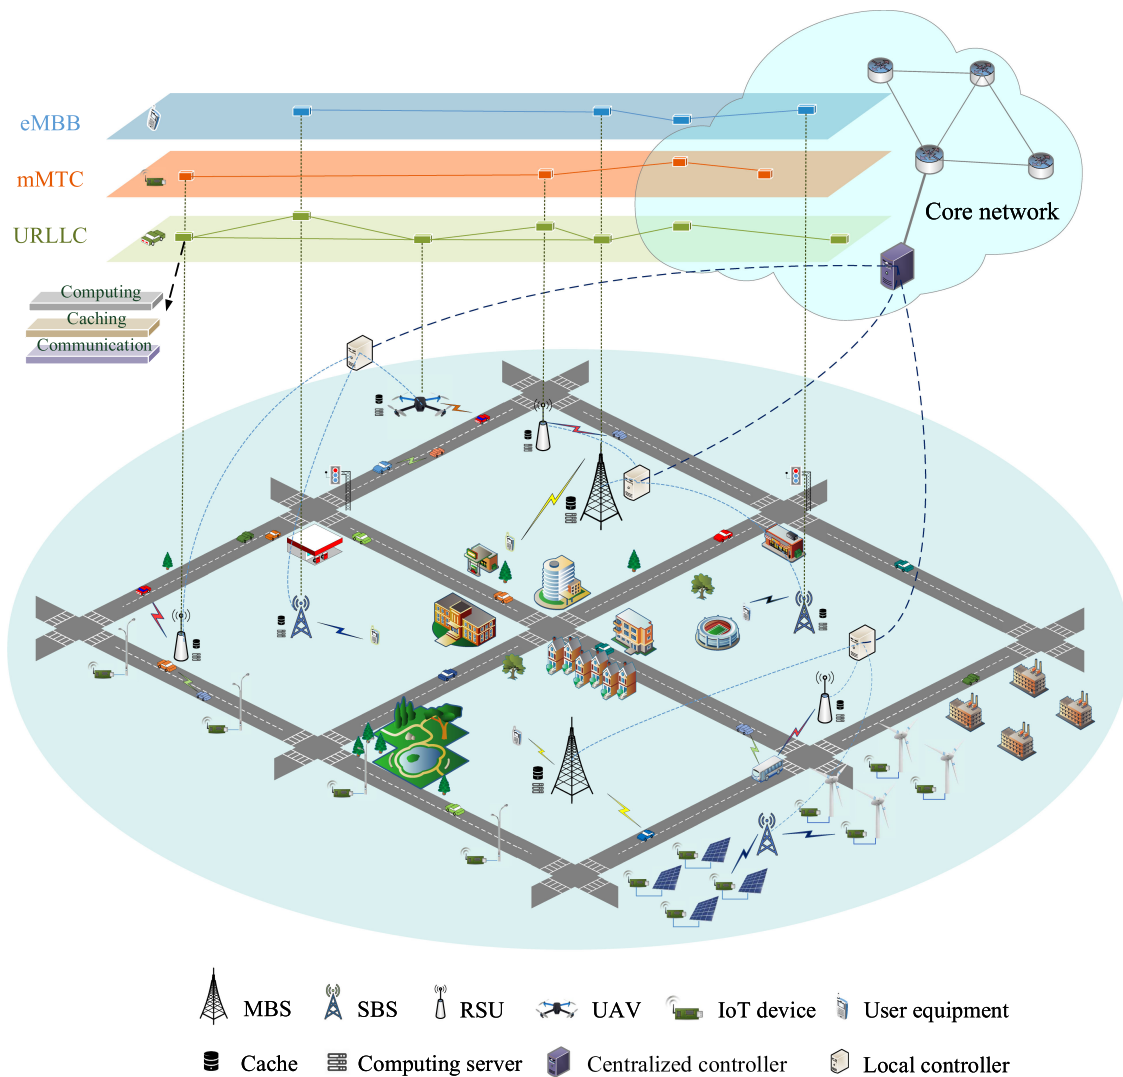 eMBB
mMTC
URLLC
Core network
Computing
Caching
Communication
MBS
SBS
RSU
UAV
IoT device
User equipment
Cache
Computing server
Centralized controller
Local controller